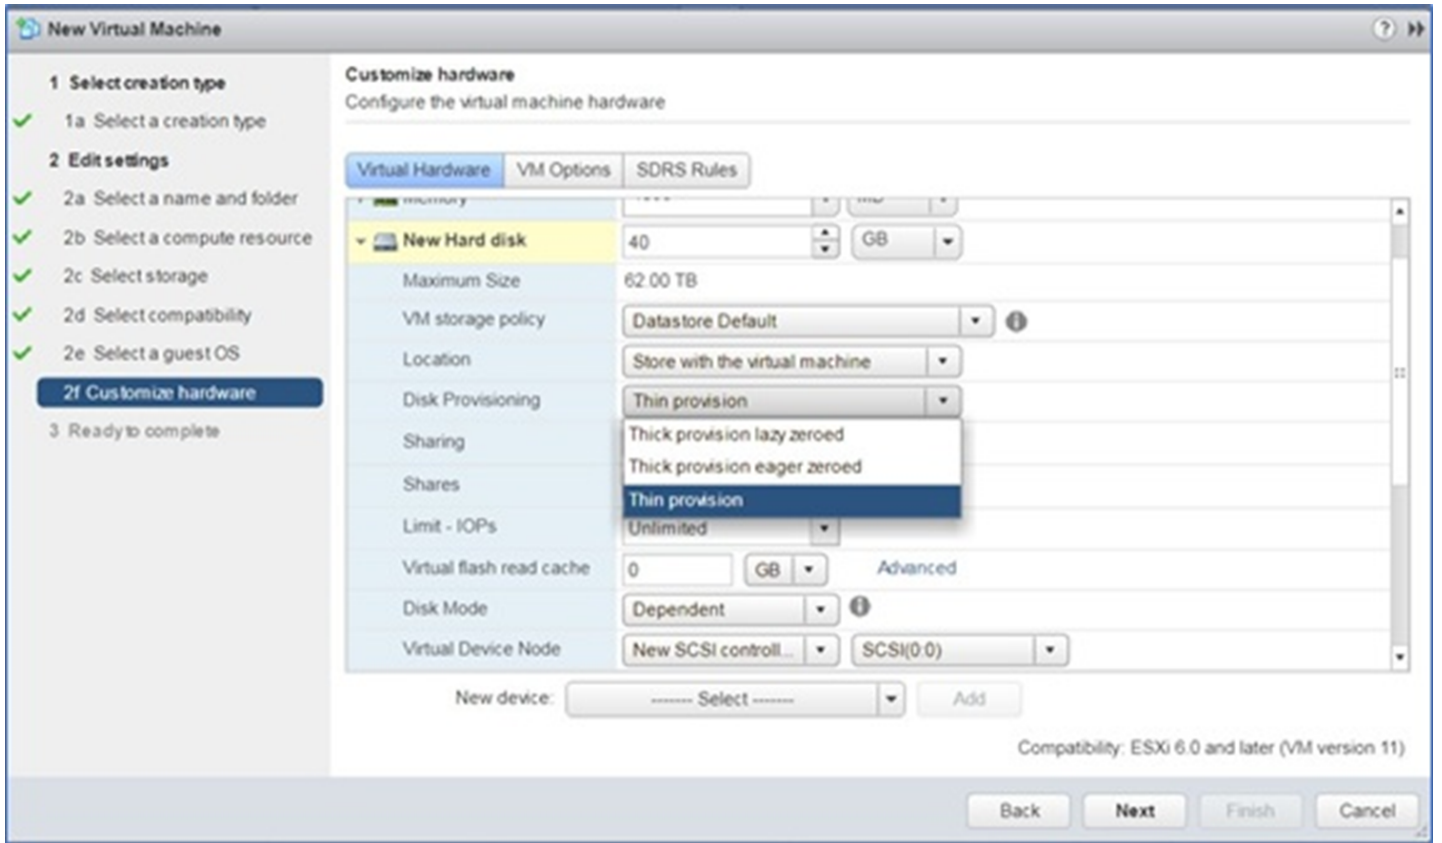 New Virtual Machine
1 Select creation type
1a Select a creation type
2 Edit settings
2a Select a name and folder
2b Select a compute resource
2c Select storage
2d Select compatibility
2e Select a guest OS
2f Customize hardware
3 Ready to complete
Customize hardware
Configure the virtual machine hardware
Virtual Hardware VM Options SDRS Rules
Memory MB
New Hard disk 40 GB
Maximum Size 62.00 TB
VM storage policy Datastore Default
Location Store with the virtual machine
Disk Provisioning Thin provision
Thick provision lazy zeroed
Sharing
Thick provision eager zeroed
Shares
Thin provision
Limit - IOPs Unlimited
Virtual flash read cache 0 GB Advanced
Disk Mode Dependent
Virtual Device Node New SCSI controll... SCSI(0:0)
New device: ------- Select ------- Add
Compatibility: ESXi 6.0 and later (VM version 11)
Back Next Finish Cancel